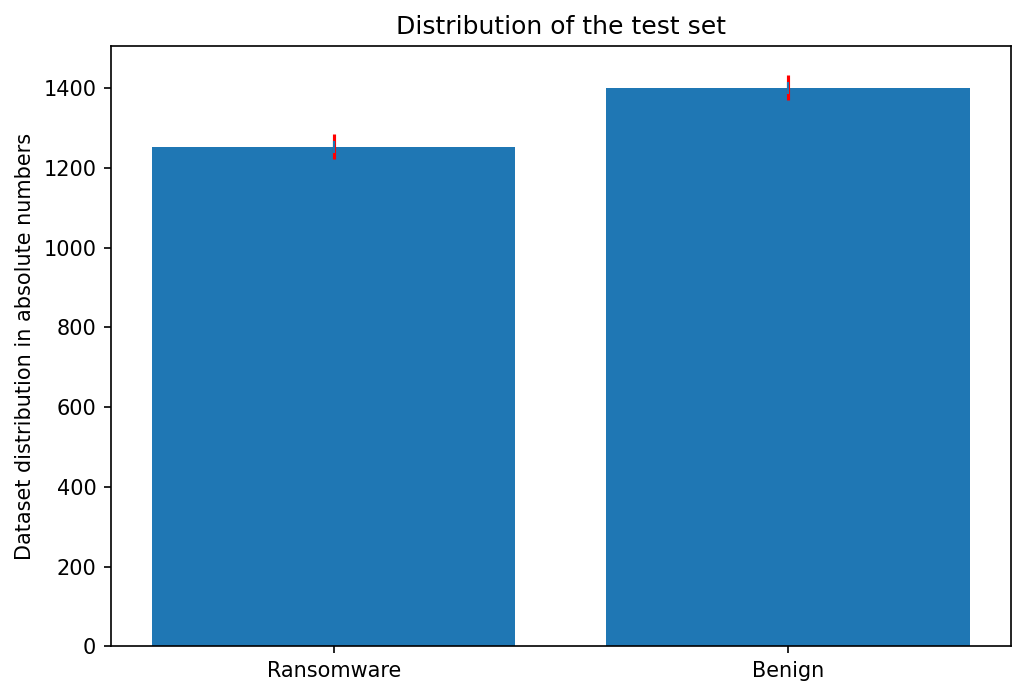 Distribution of the test set
Dataset distribution in absolute numbers
1400
1200
1000
800
600
400
200
0
Ransomware
Benign